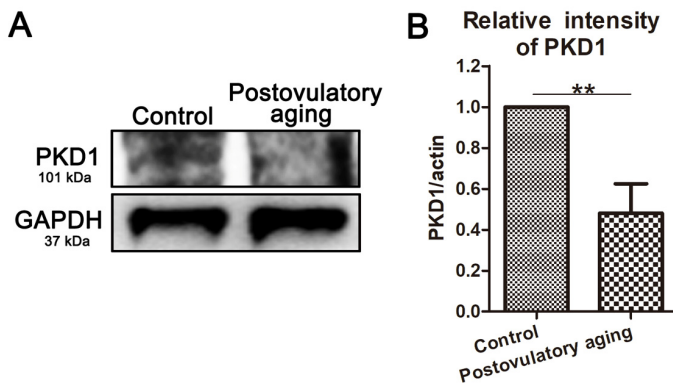 A
Control
Postovulatory
aging
PKD1
101 kDa
GAPDH
37 kDa
B
Relative intensity
of PKD1
**
PKD1/actin
1.2
1.0
0.8
0.6
0.4
0.2
0.0
Control
Postovulatory aging